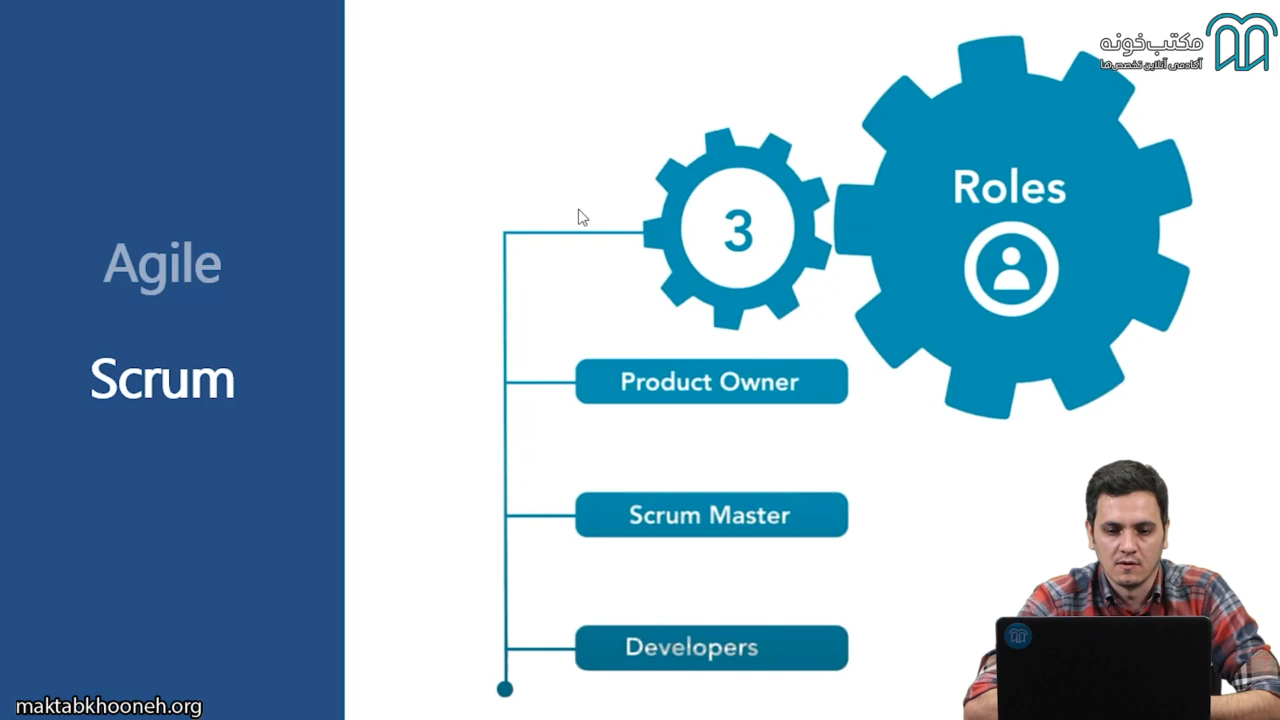 مکتب‌خونه
آکادمی آنلاین تخصص‌ها
Roles
3
Agile
Scrum
Product Owner
Scrum Master
Developers
maktabkhooneh.org